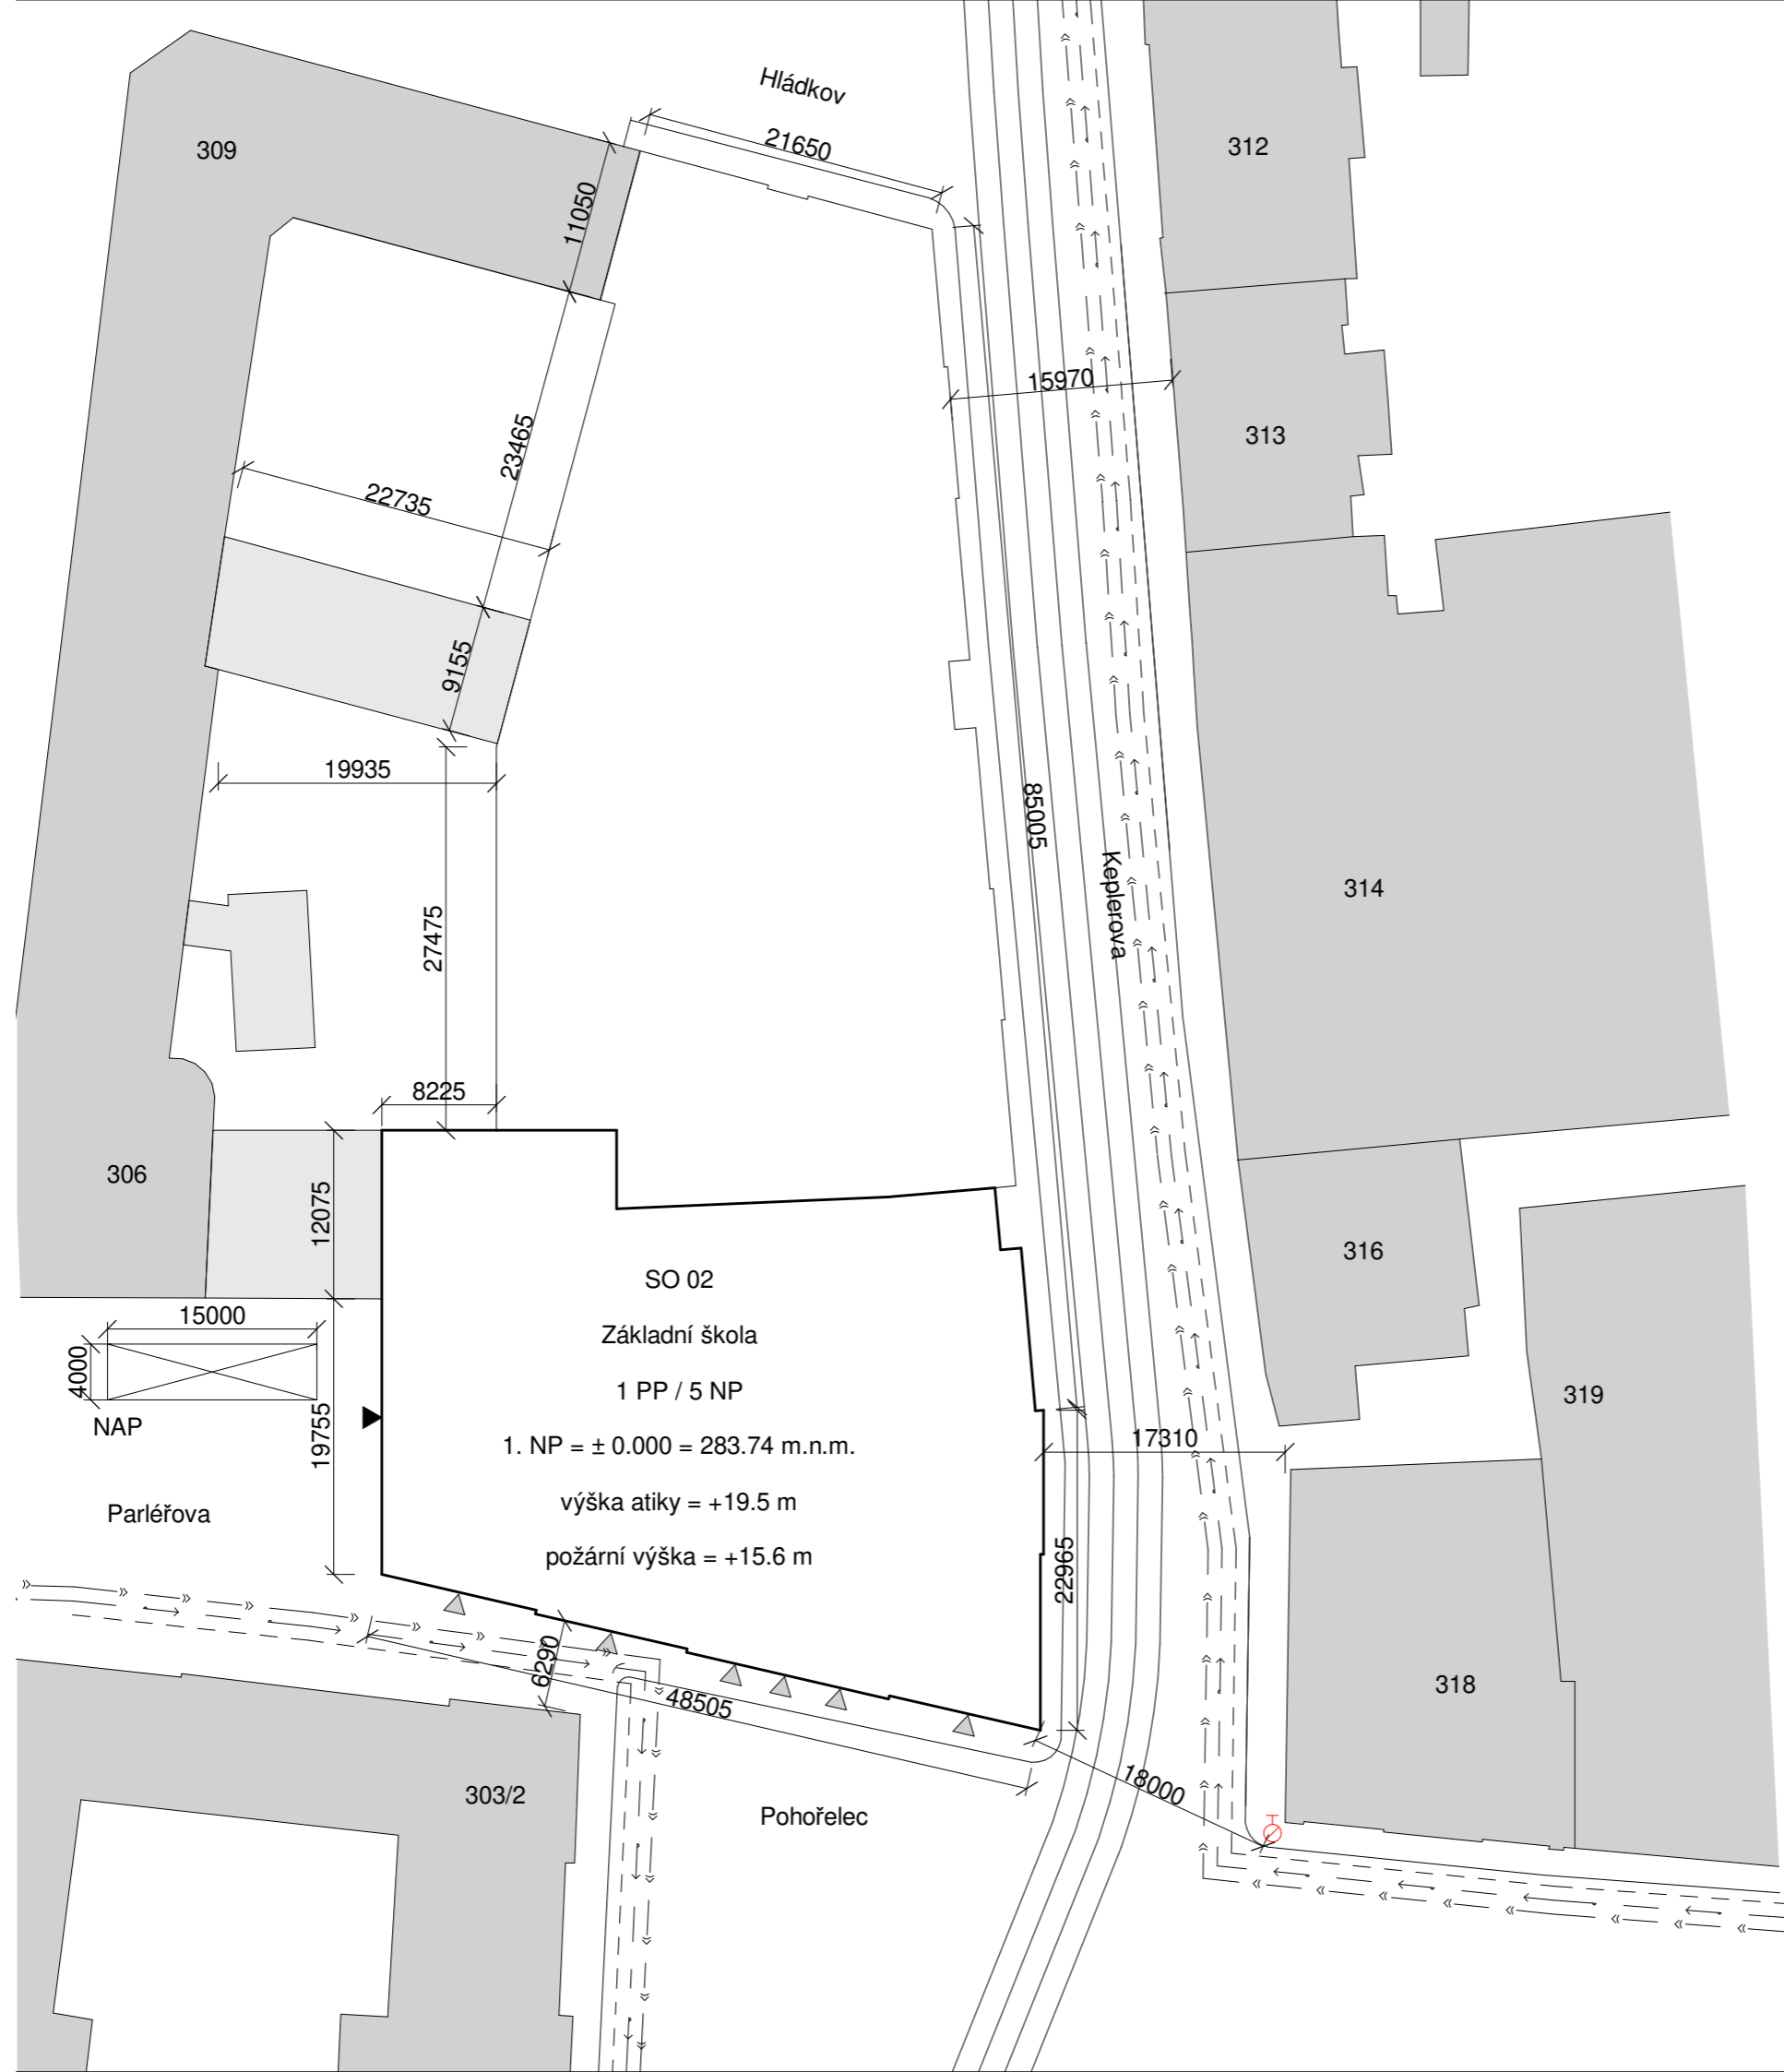 Hládkov
21650
309
312
11050
15970
313
23465
22735
9155
19935
85005
Keplerova
314
27475
8225
306
12075
316
SO 02
15000
Základní škola
4000
1 PP / 5 NP
319
NAP
19755
17310
1. NP = ± 0.000 = 283.74 m.n.m.
výška atiky = +19.5 m
Parléřova
požární výška = +15.6 m
22965
6290
318
48505
18000
303/2
Pohořelec